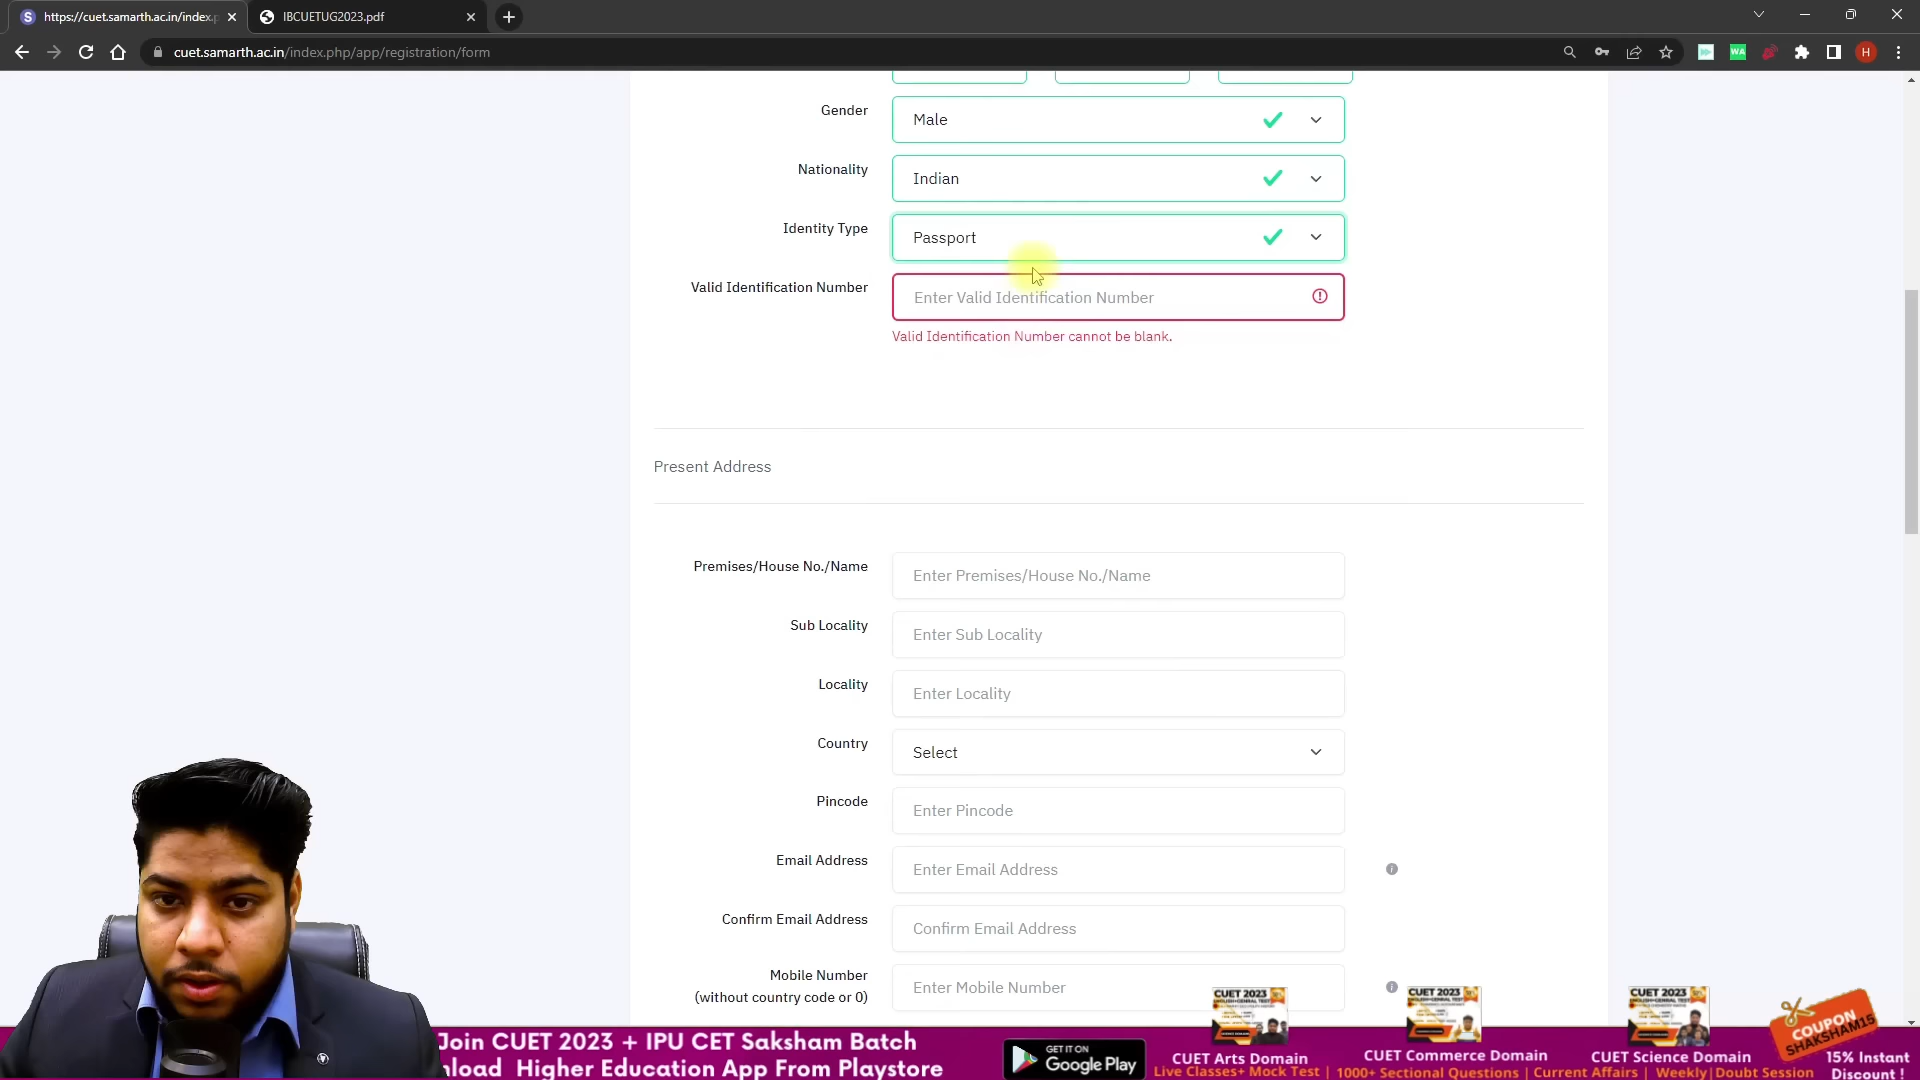 https://cuet.samarth.ac.in/index.p
IBCUETUG2023.pdf
cuet.samarth.ac.in/index.php/app/registration/form
WA
H
Gender
Male
Nationality
Indian
Identity Type
Passport
Valid Identification Number
Enter Valid Identification Number
Valid Identification Number cannot be blank.
Present Address
Premises/House No./Name
Enter Premises/House No./Name
Sub Locality
Enter Sub Locality
Locality
Enter Locality
Country
Select
Pincode
Enter Pincode
Email Address
Enter Email Address
Confirm Email Address
Confirm Email Address
Mobile Number
(without country code or 0)
Enter Mobile Number
Join CUET 2023 + IPU CET Saksham Batch
nload Higher Education App From Playstore
GET IT ON
Google Play
CUET 2023
CUET Arts Domain
CUET 2023
CUET Commerce Domain
CUET 2023
CUET Science Domain
Live Classes+ Mock Test | 1000+ Sectional Questions | Current Affairs | Weekly|Doubt Session
COUPON
SHAKSHAM15
15% Instant
Discount !